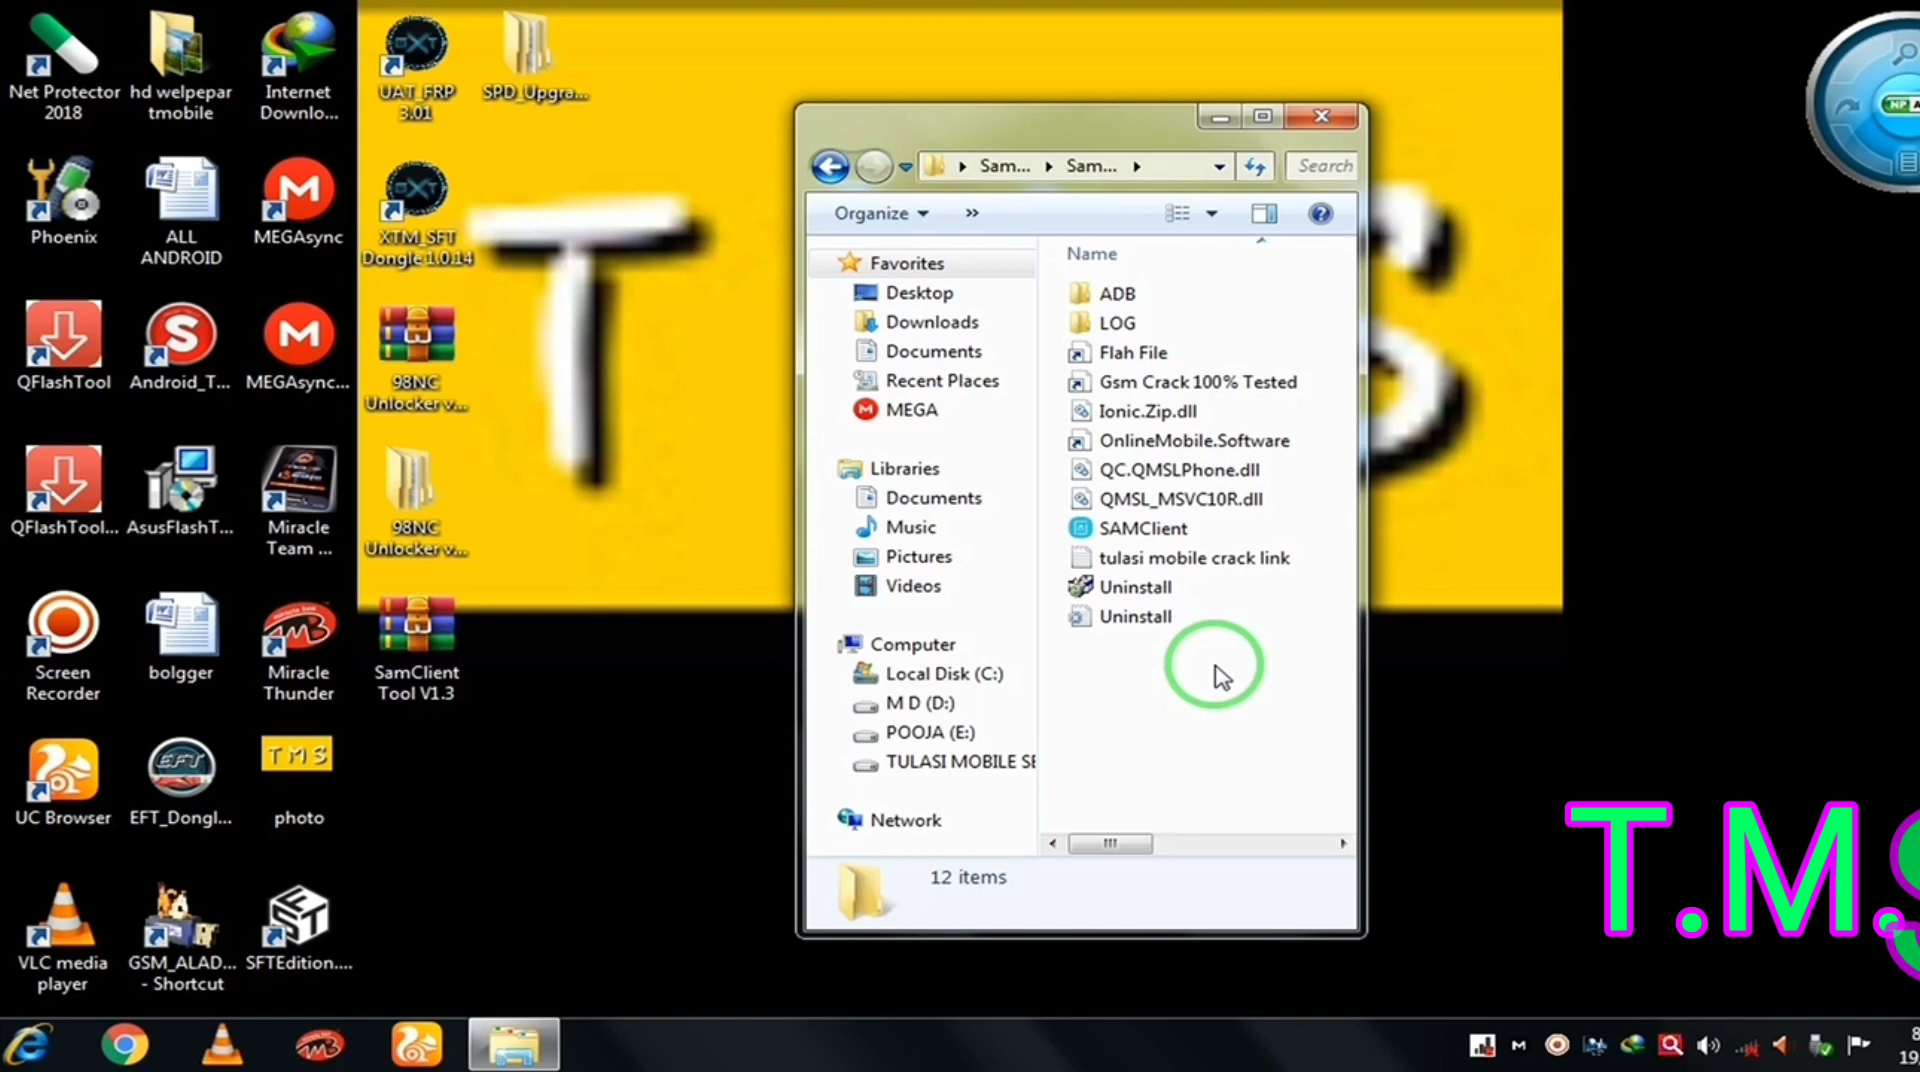 Net Protector
2018
hd welpepar
tmobile
Internet
Downlo...
UAT_FRP
3.01
SPD_Upgra...
Phoenix
ALL
ANDROID
MEGAsync
XTM_SFT
Dongle 1.0.14
QFlashTool
Android_T...
MEGAsync...
98NC
Unlocker v...
QFlashTool...
AsusFlashT...
Miracle
Team ...
98NC
Unlocker v...
Screen
Recorder
bolgger
Miracle
Thunder
SamClient
Tool V1.3
UC Browser
EFT_Dongl...
T M S
photo
VLC media
player
GSM_ALAD...
- Shortcut
SFTEdition....
T
S
Sam...
Sam...
Search
Organize
»
Favorites
Desktop
Downloads
Documents
Recent Places
MEGA
Libraries
Documents
Music
Pictures
Videos
Computer
Local Disk (C:)
M D (D:)
POOJA (E:)
TULASI MOBILE SE
Network
Name
ADB
LOG
Flah File
Gsm Crack 100% Tested
Ionic.Zip.dll
OnlineMobile.Software
QC.QMSLPhone.dll
QMSL_MSVC10R.dll
SAMClient
tulasi mobile crack link
Uninstall
Uninstall
12 items
T.M.S
8
19